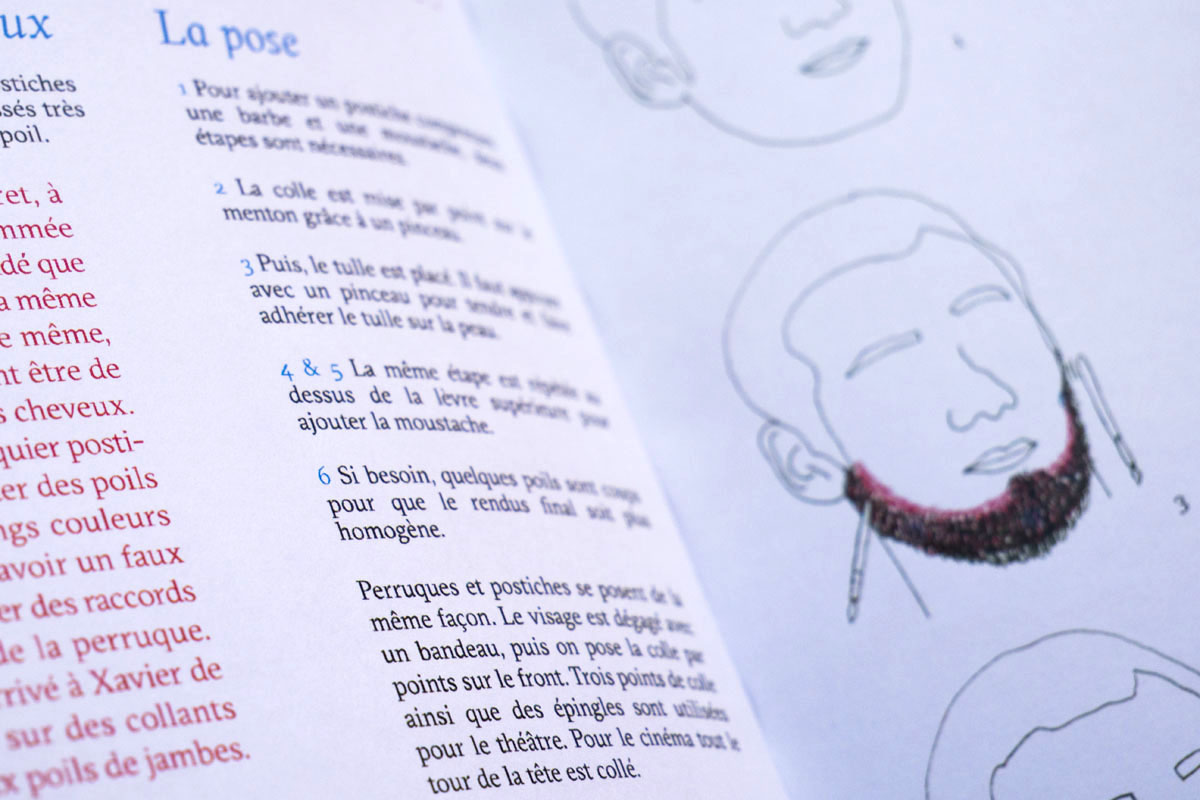 ux
stiches
sés très
poil.
ret, à
mmée
dé que
a même
e même,
nt être de
s cheveux.
quier posti-
er des poils
ngs couleurs
avoir un faux
er des raccords
de la perruque.
rrivé à Xavier de
sur des collants
x poils de jambes.
La pose
1 Pour ajouter un postiche comprenant
une barbe et une moustache,
étapes sont nécessaires.
2 La colle est mise par point sur le
menton grâce à un pinceau.
3 Puis, le tulle est placé. Il faut appuyer
avec un pinceau pour tendre et faire
adhérer le tulle sur la peau.
4 & 5 La même étape est répétée au
dessus de la lèvre supérieure pour
ajouter la moustache.
6 Si besoin, quelques poils sont coupés
pour que le rendus final soit plus
homogène.
Perruques et postiches se posent de la
même façon. Le visage est dégagé avec
un bandeau, puis on pose la colle par
points sur le front. Trois points de colle
ainsi que des épingles sont utilisées
pour le théâtre. Pour le cinéma tout le
tour de la tête est collé.
3